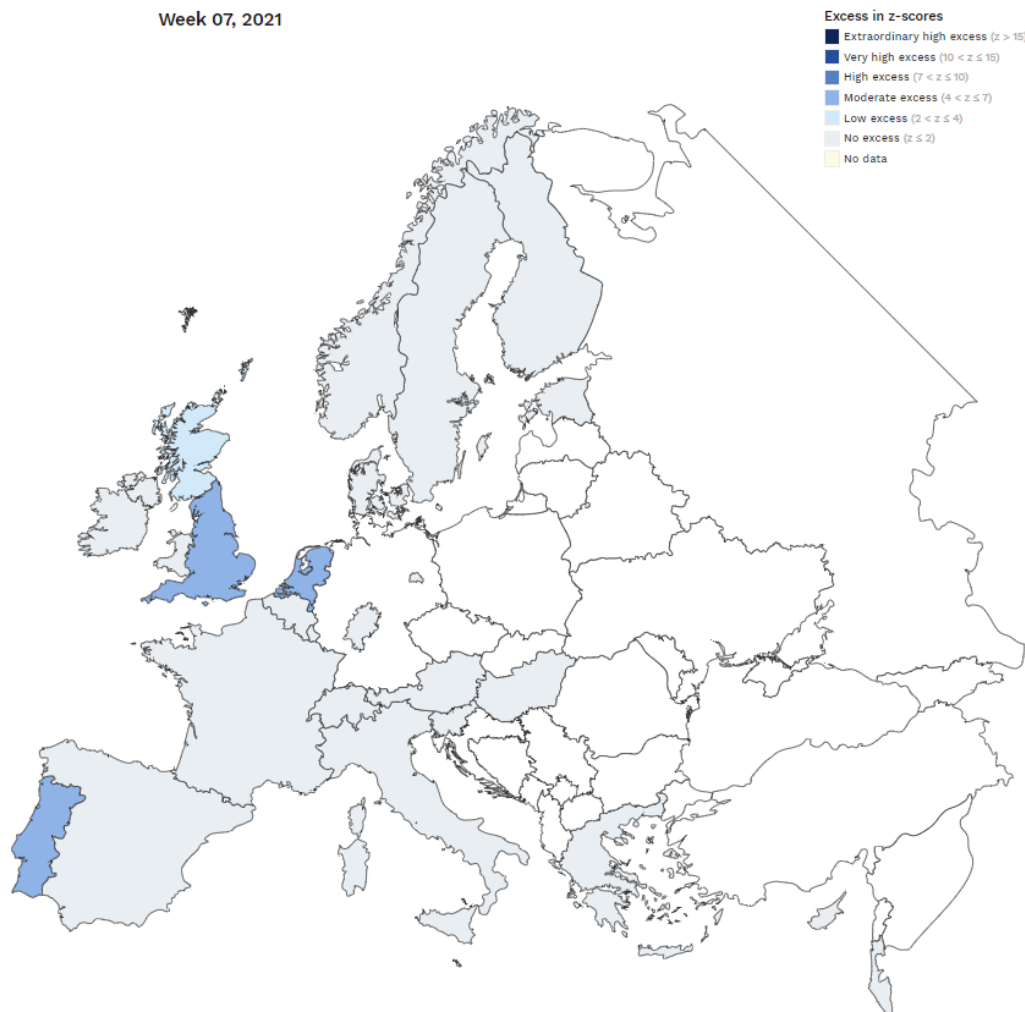 Week 07, 2021
Excess in z-scores
Extraordinary high excess (z > 15)
Very high excess (10 < z ≤ 15)
High excess (7 < z ≤ 10)
Moderate excess (4 < z ≤ 7)
Low excess (2 < z ≤ 4)
No excess (z ≤ 2)
No data